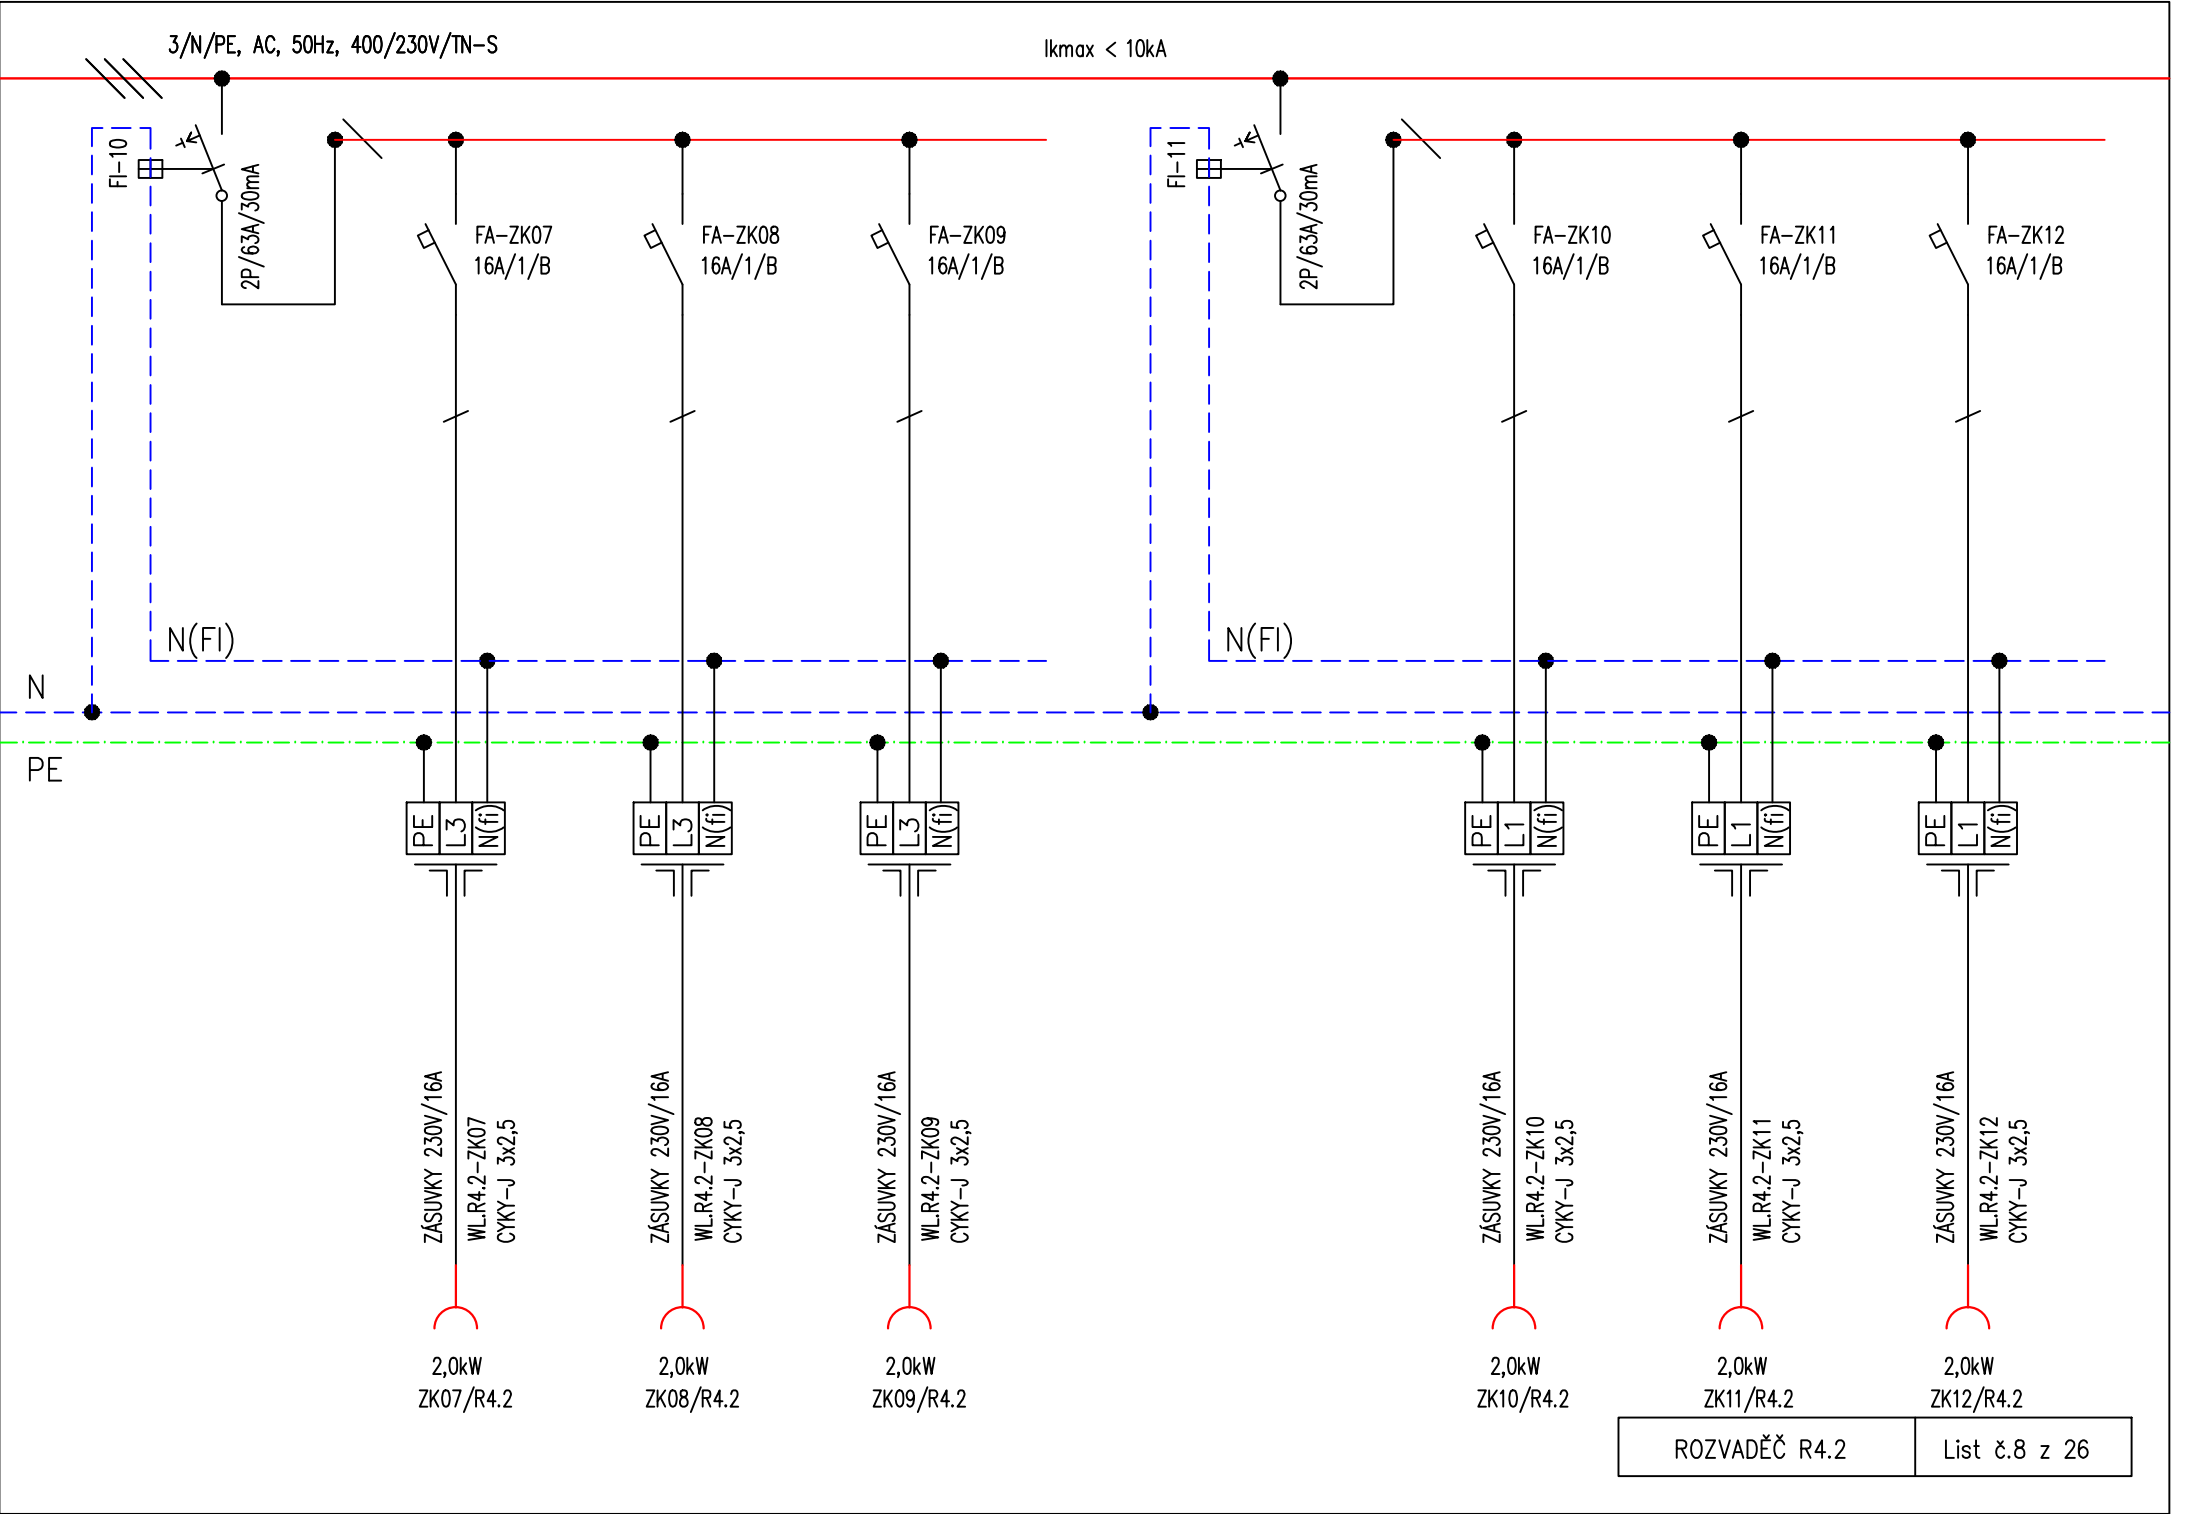 3/N/PE, AC, 50Hz, 400/230V/TN-S
Ikmax < 10kA
FI-10
2P/63A/30mA
FA-ZK07
16A/1/B
FA-ZK08
16A/1/B
FA-ZK09
16A/1/B
FI-11
2P/63A/30mA
FA-ZK10
16A/1/B
FA-ZK11
16A/1/B
FA-ZK12
16A/1/B
N(FI)
N(FI)
N
PE
PE L3 N(fi)
PE L3 N(fi)
PE L3 N(fi)
PE L1 N(fi)
PE L1 N(fi)
PE L1 N(fi)
ZÁSUVKY 230V/16A
WL.R4.2-ZK07
CYKY-J 3x2,5
ZÁSUVKY 230V/16A
WL.R4.2-ZK08
CYKY-J 3x2,5
ZÁSUVKY 230V/16A
WL.R4.2-ZK09
CYKY-J 3x2,5
ZÁSUVKY 230V/16A
WL.R4.2-ZK10
CYKY-J 3x2,5
ZÁSUVKY 230V/16A
WL.R4.2-ZK11
CYKY-J 3x2,5
ZÁSUVKY 230V/16A
WL.R4.2-ZK12
CYKY-J 3x2,5
2,0kW
ZK07/R4.2
2,0kW
ZK08/R4.2
2,0kW
ZK09/R4.2
2,0kW
ZK10/R4.2
2,0kW
ZK11/R4.2
2,0kW
ZK12/R4.2
ROZVADĚČ R4.2
List č.8 z 26